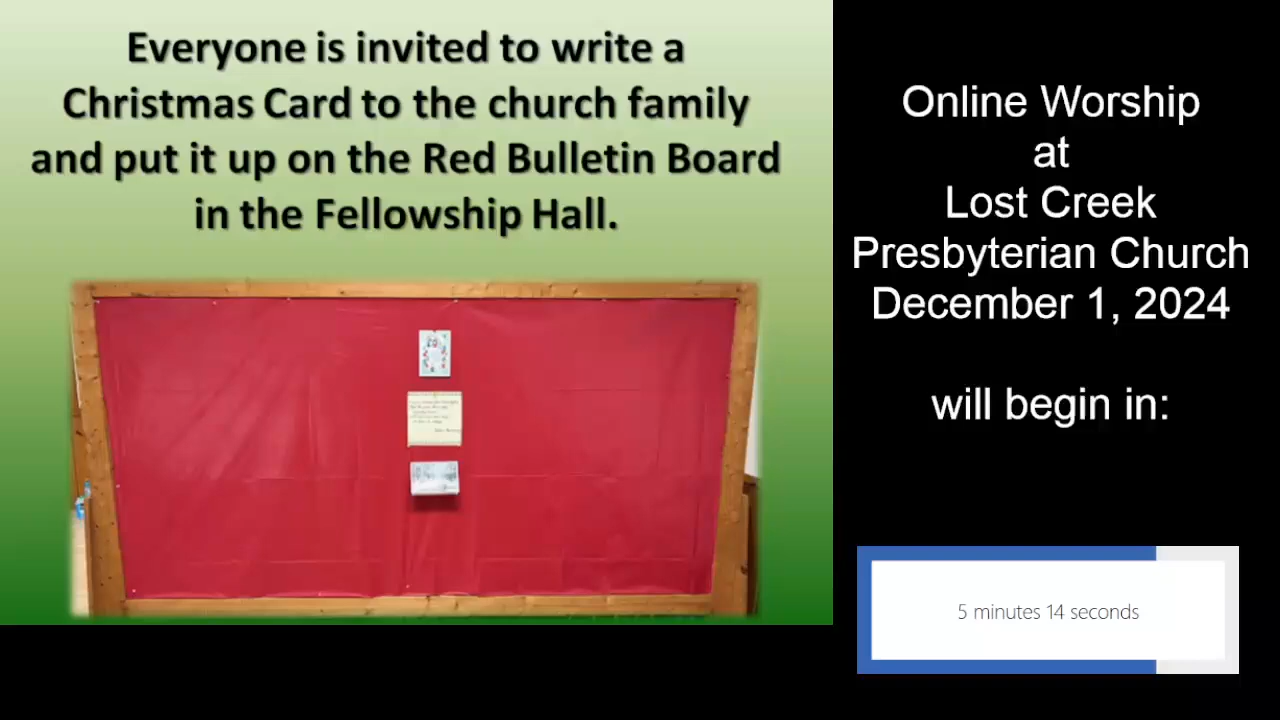 Everyone is invited to write a
Christmas Card to the church family
and put it up on the Red Bulletin Board
in the Fellowship Hall.
Online Worship
at
Lost Creek
Presbyterian Church
December 1, 2024
will begin in:
5 minutes 14 seconds